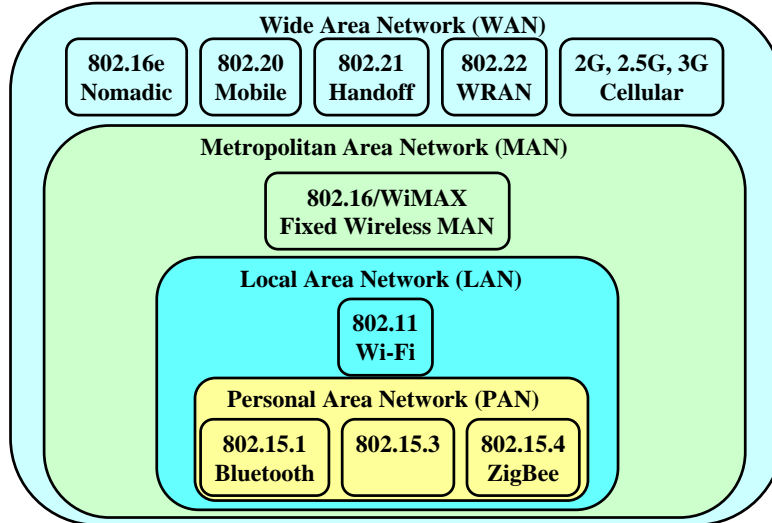 Wide Area Network (WAN)
802.16e
Nomadic
802.20
Mobile
802.21
Handoff
802.22
WRAN
2G, 2.5G, 3G
Cellular
Metropolitan Area Network (MAN)
802.16/WiMAX
Fixed Wireless MAN
Local Area Network (LAN)
802.11
Wi-Fi
Personal Area Network (PAN)
802.15.1
Bluetooth
802.15.3
802.15.4
ZigBee